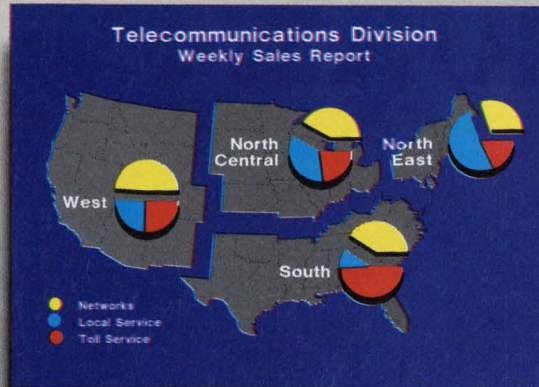 Telecommunications Division
Weekly Sales Report
North
Central
North
East
West
South
Networks
Local Service
Toll Service